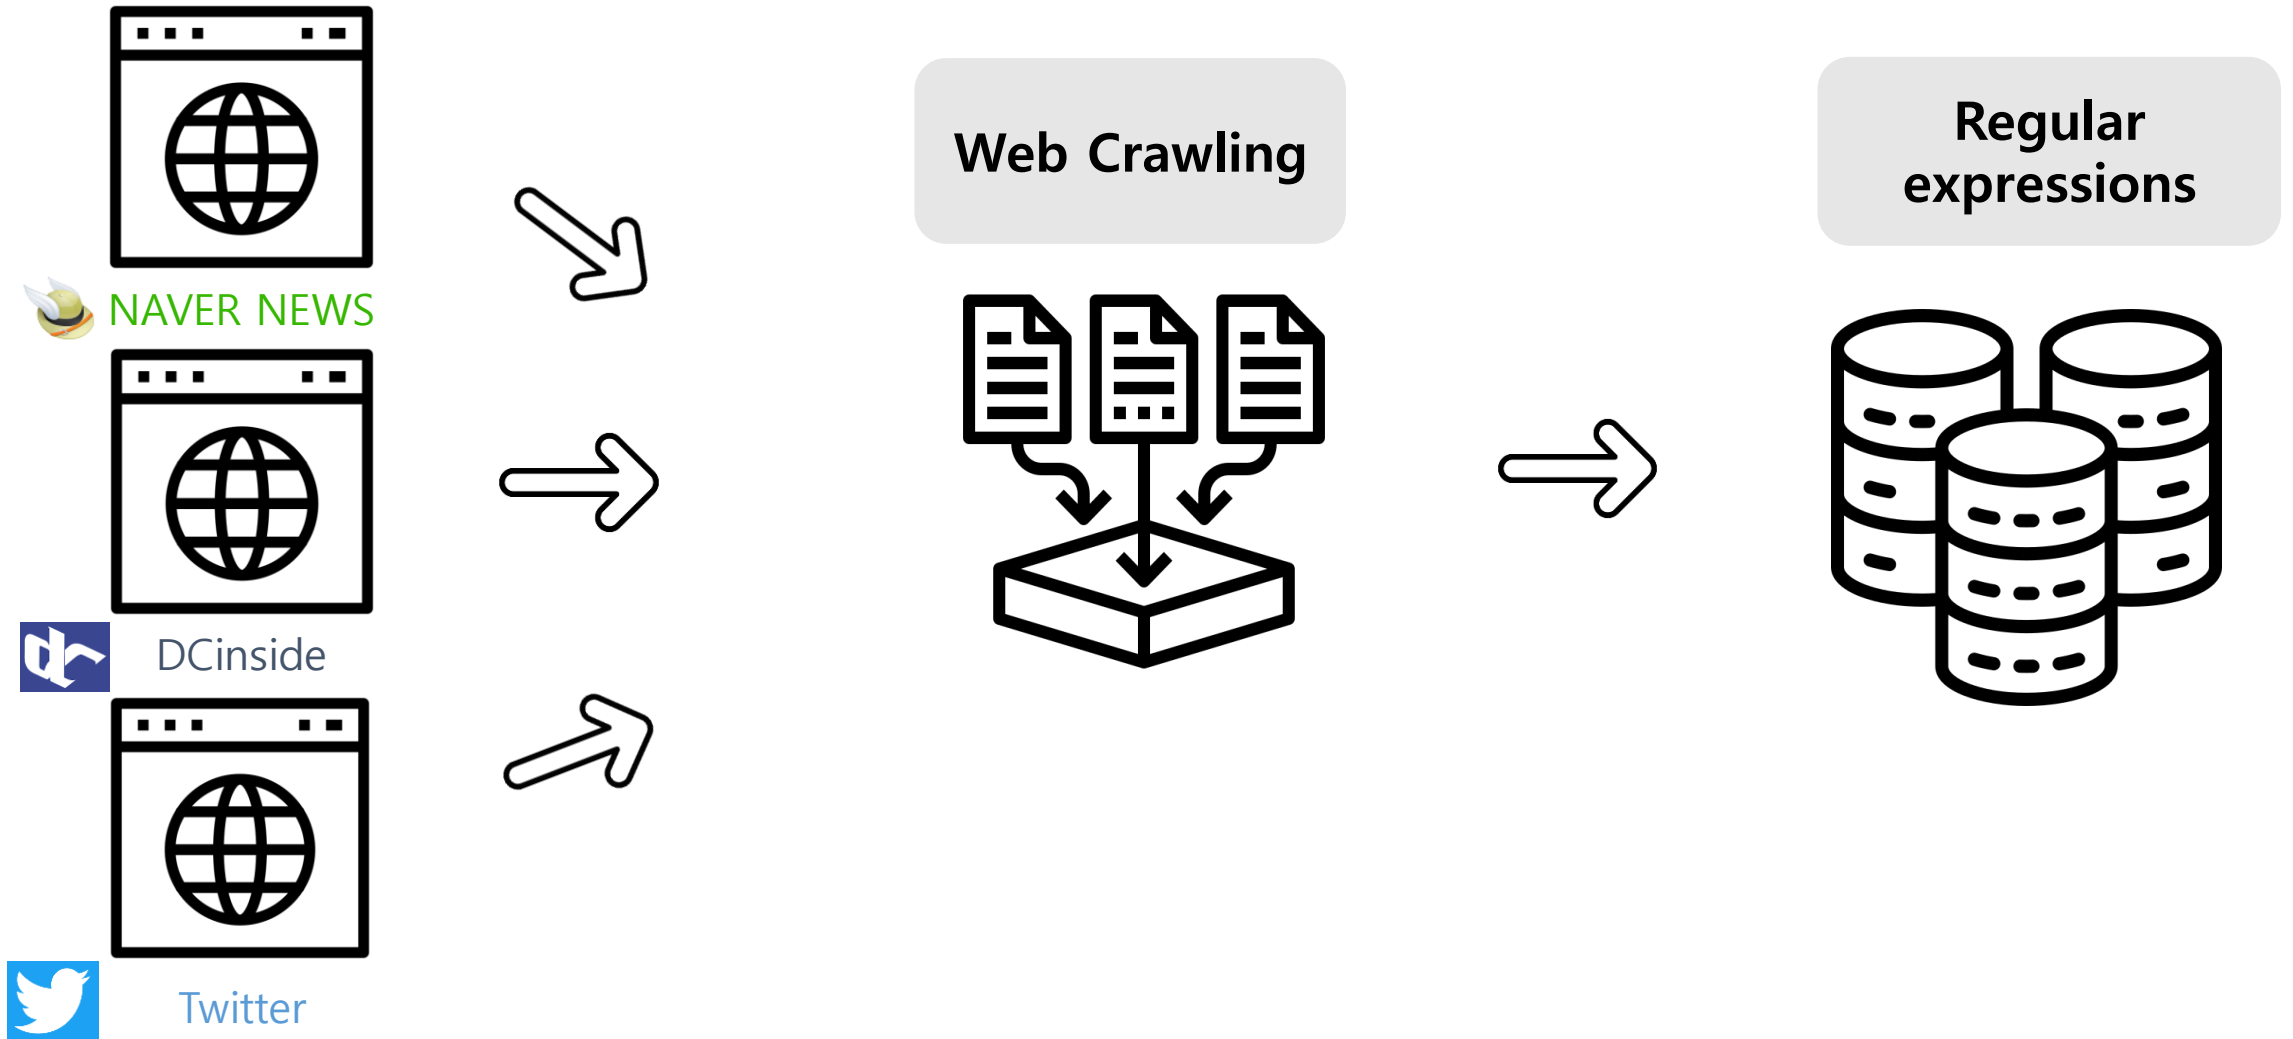 NAVER NEWS
DCinside
Twitter
Web Crawling
Regular
expressions